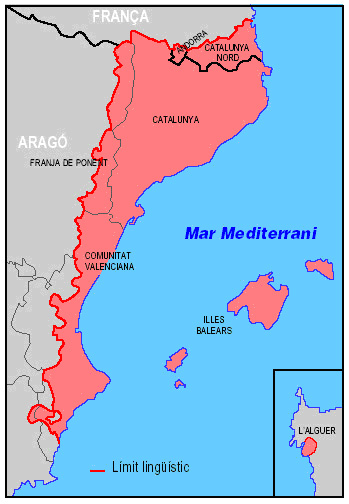 FRANÇA
ANDORRA
CATALUNYA
NORD
CATALUNYA
ARAGÓ
FRANJA DE PONENT
Mar Mediterrani
COMUNITAT
VALENCIANA
ILLES
BALEARS
L'ALGUER
Límit lingüístic